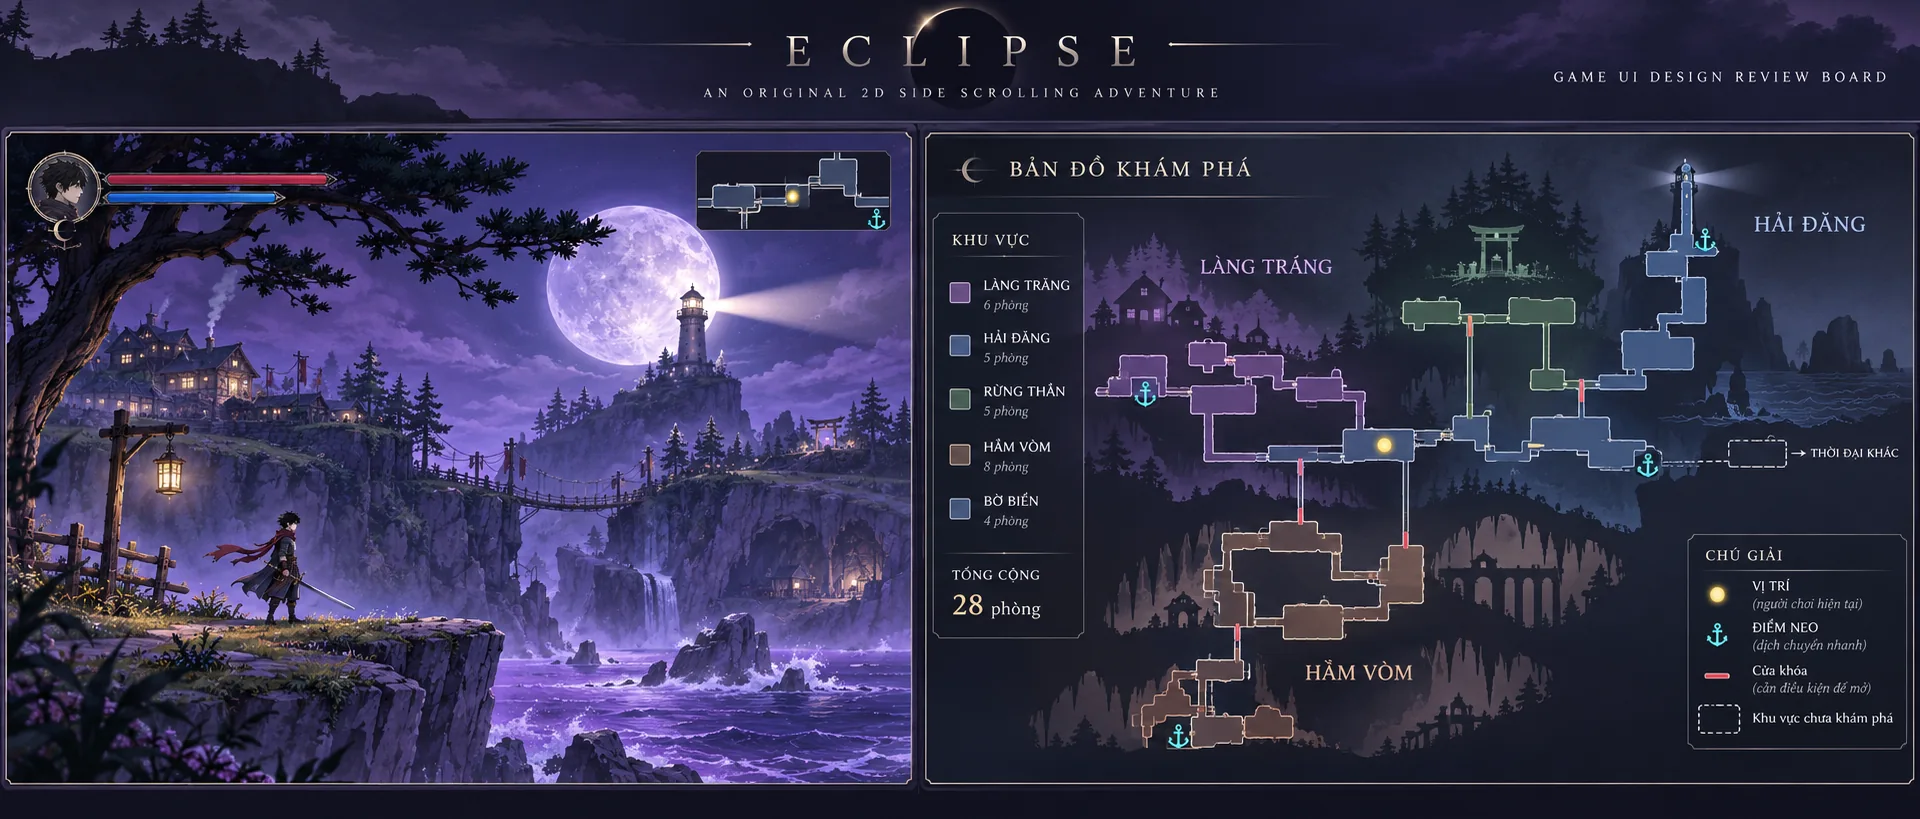 ECLIPSE
AN ORIGINAL 2D SIDE SCROLLING ADVENTURE
GAME UI DESIGN REVIEW BOARD
BẢN ĐỒ KHÁM PHÁ
KHU VỰC
LÀNG TRĂNG
6 phòng
HẢI ĐĂNG
5 phòng
RỪNG THẦN
5 phòng
HẦM VÒM
8 phòng
BỜ BIỂN
4 phòng
TỔNG CỘNG
28 phòng
LÀNG TRÁNG
HẢI ĐĂNG
THỜI ĐẠI KHÁC
HẦM VÒM
CHÚ GIẢI
VỊ TRÍ
(người chơi hiện tại)
ĐIỂM NEO
(dịch chuyển nhanh)
Cửa khóa
(cần điều kiện để mở)
Khu vực chưa khám phá